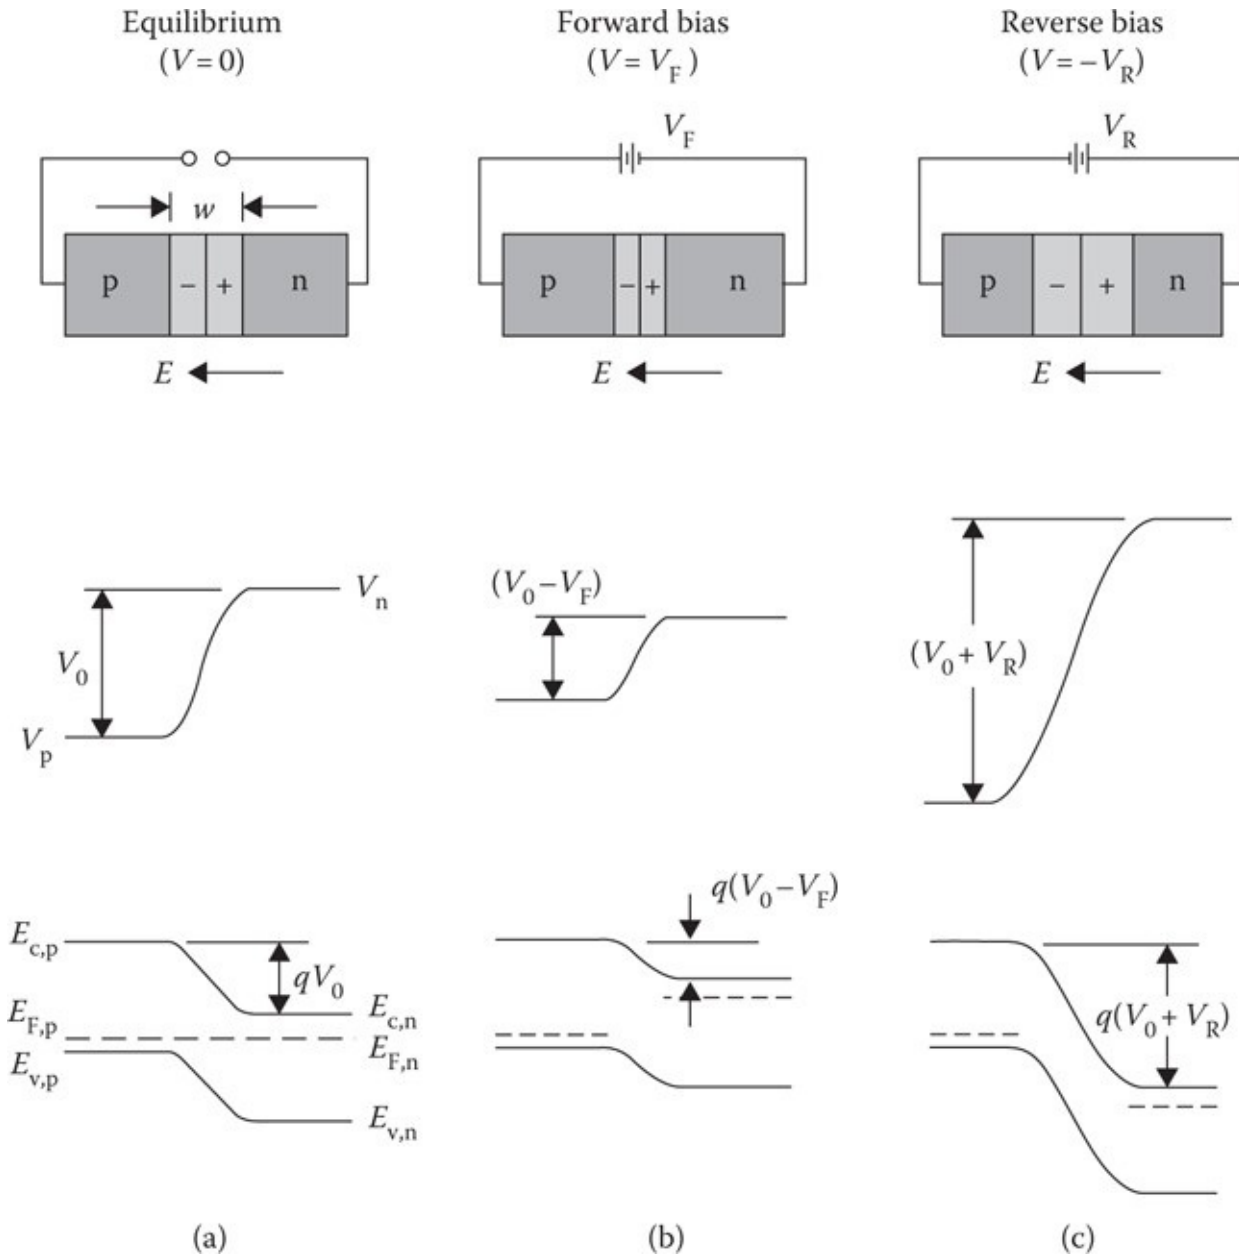 Equilibrium
(V = 0)
Forward bias
(V = V_F )
Reverse bias
(V = −V_R)
V_F
V_R
w
p
−
+
n
p
−
+
n
p
−
+
n
E
E
E
V_0
V_p
V_n
(V_0 − V_F)
(V_0 + V_R)
E_c,p
E_F,p
E_v,p
qV_0
E_c,n
E_F,n
E_v,n
q(V_0 − V_F)
q(V_0 + V_R)
(a)
(b)
(c)